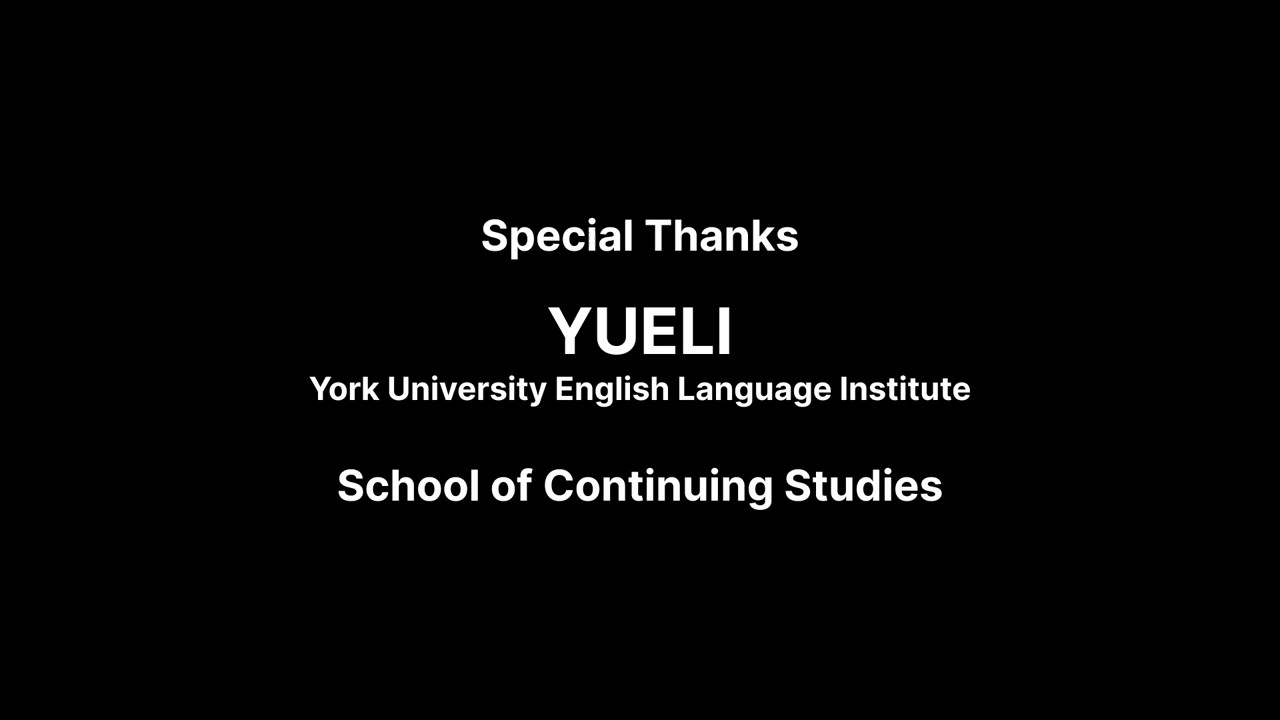 Special Thanks
YUELI
York University English Language Institute
School of Continuing Studies